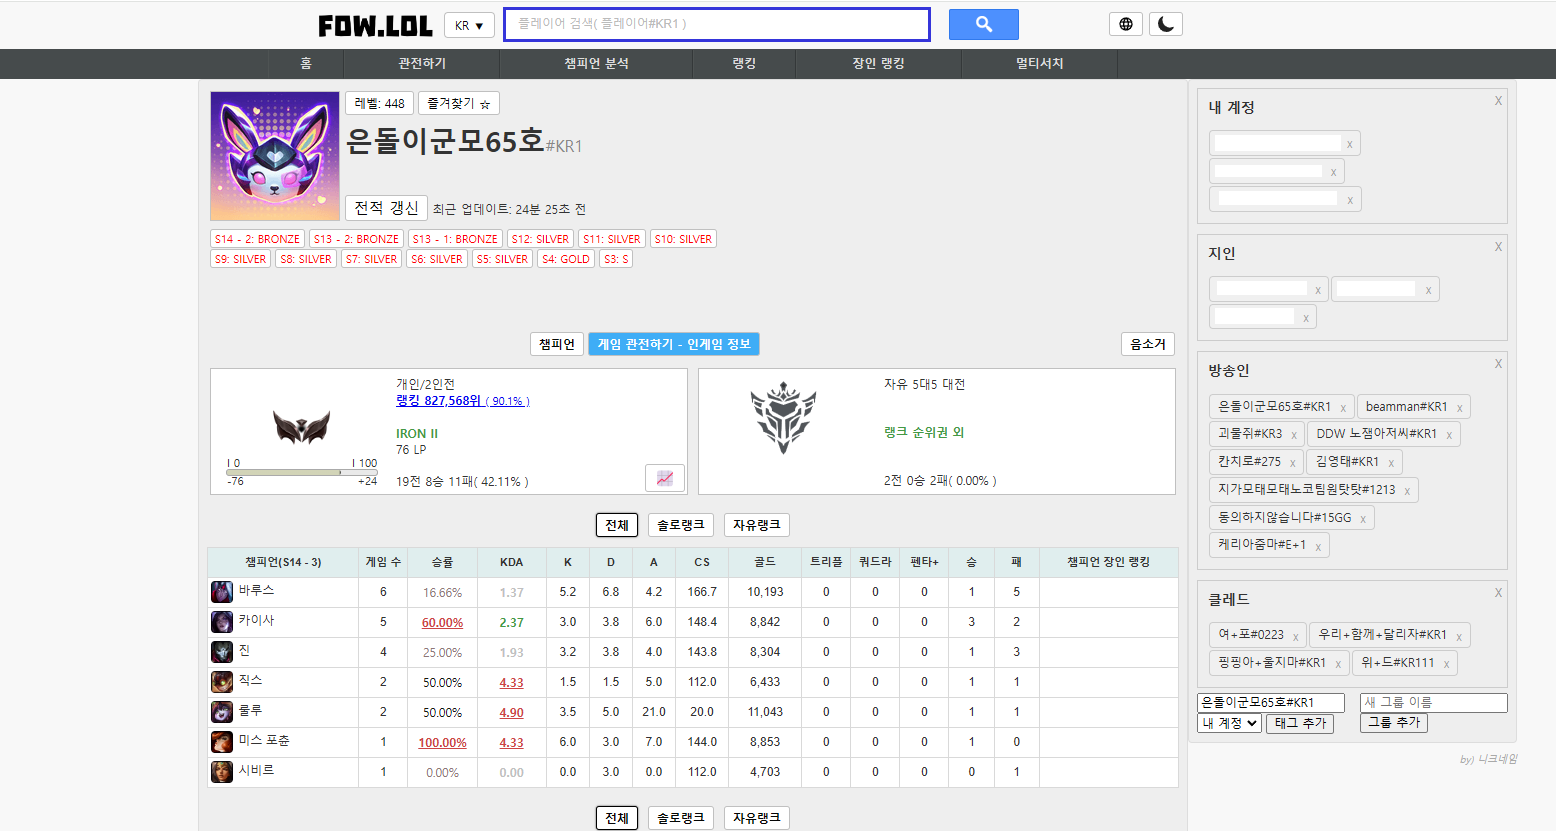 FOW.LOL KR ▼ 플레이어 검색( 플레이어#KR1 )
홈 관전하기 챔피언 분석 랭킹 장인 랭킹 멀티서치
레벨: 448 즐겨찾기 ☆
은돌이군모65호#KR1
전적 갱신 최근 업데이트: 24분 25초 전
S14 - 2: BRONZE S13 - 2: BRONZE S13 - 1: BRONZE S12: SILVER S11: SILVER S10: SILVER
S9: SILVER S8: SILVER S7: SILVER S6: SILVER S5: SILVER S4: GOLD S3: S
챔피언 게임 관전하기 - 인게임 정보 음소거
개인/2인전
랭킹 827,568위 ( 90.1% )
IRON II
76 LP
I 0 I 100
-76 +24
19전 8승 11패( 42.11% )
자유 5대5 대전
랭크 순위권 외
2전 0승 2패( 0.00% )
전체 솔로랭크 자유랭크
챔피언(S14 - 3) 게임 수 승률 KDA K D A CS 골드 트리플 쿼드라 펜타+ 승 패 챔피언 장인 랭킹
바루스 6 16.66% 1.37 5.2 6.8 4.2 166.7 10,193 0 0 0 1 5
카이사 5 60.00% 2.37 3.0 3.8 6.0 148.4 8,842 0 0 0 3 2
진 4 25.00% 1.93 3.2 3.8 4.0 143.8 8,304 0 0 0 1 3
직스 2 50.00% 4.33 1.5 1.5 5.0 112.0 6,433 0 0 0 1 1
룰루 2 50.00% 4.90 3.5 5.0 21.0 20.0 11,043 0 0 0 1 1
미스 포츈 1 100.00% 4.33 6.0 3.0 7.0 144.0 8,853 0 0 0 1 0
시비르 1 0.00% 0.00 0.0 3.0 0.0 112.0 4,703 0 0 0 0 1
전체 솔로랭크 자유랭크
내 계정 X
x
x
x
지인 X
x x
x
방송인 X
은돌이군모65호#KR1 x beamman#KR1 x
괴물쥐#KR3 x DDW 노잼아저씨#KR1 x
칸치로#275 x 김영태#KR1 x
지가모태모태노코팀원탓탓#1213 x
동의하지않습니다#15GG x
케리아줌마#E+1 x
클레드 X
여+포#0223 x 우리+함께+달리자#KR1 x
핑핑아+울지마#KR1 x 위+드#KR111 x
은돌이군모65호#KR1 새 그룹 이름
내 계정 태그 추가 그룹 추가
by) 니크네임